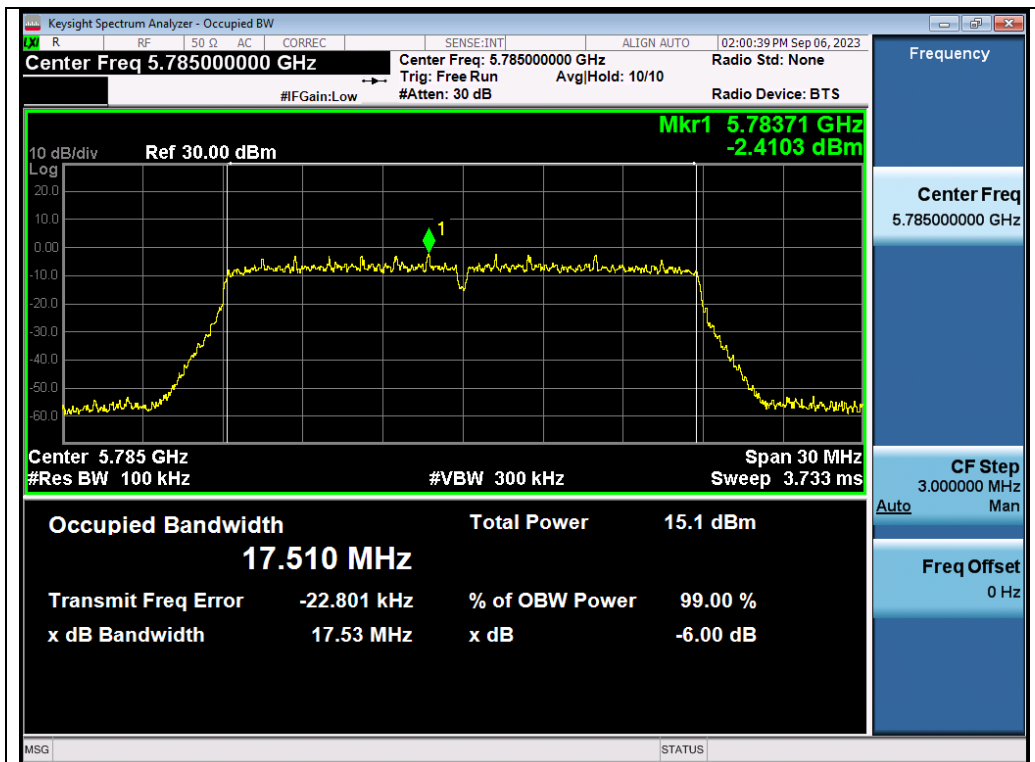 Keysight Spectrum Analyzer - Occupied BW
LXI R RF 50 Ω AC CORREC SENSE:INT ALIGN AUTO 02:00:39 PM Sep 06, 2023
Center Freq 5.785000000 GHz Center Freq: 5.785000000 GHz Radio Std: None
Trig: Free Run Avg|Hold: 10/10
#IFGain:Low #Atten: 30 dB Radio Device: BTS
Mkr1 5.78371 GHz
-2.4103 dBm
10 dB/div Ref 30.00 dBm
Log
20.0
10.0
1
0.00
-10.0
-20.0
-30.0
-40.0
-50.0
-60.0
Center 5.785 GHz Span 30 MHz
#Res BW 100 kHz #VBW 300 kHz Sweep 3.733 ms
Occupied Bandwidth Total Power 15.1 dBm
17.510 MHz
Transmit Freq Error -22.801 kHz % of OBW Power 99.00 %
x dB Bandwidth 17.53 MHz x dB -6.00 dB
Frequency
Center Freq
5.785000000 GHz
CF Step
3.000000 MHz
Auto Man
Freq Offset
0 Hz
MSG STATUS